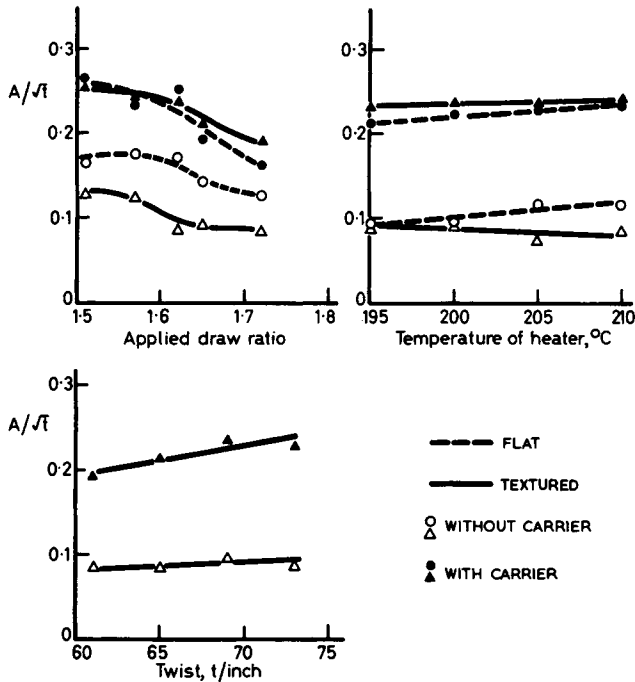 0·3
A/√t
0·2
0·1
0
1·5
1·6
1·7
1·8
Applied draw ratio
0·3
0·2
0·1
0
195
200
205
210
Temperature of heater, °C
0·3
A/√t
0·2
0·1
0
60
65
70
75
Twist, t/inch
FLAT
TEXTURED
WITHOUT CARRIER
WITH CARRIER